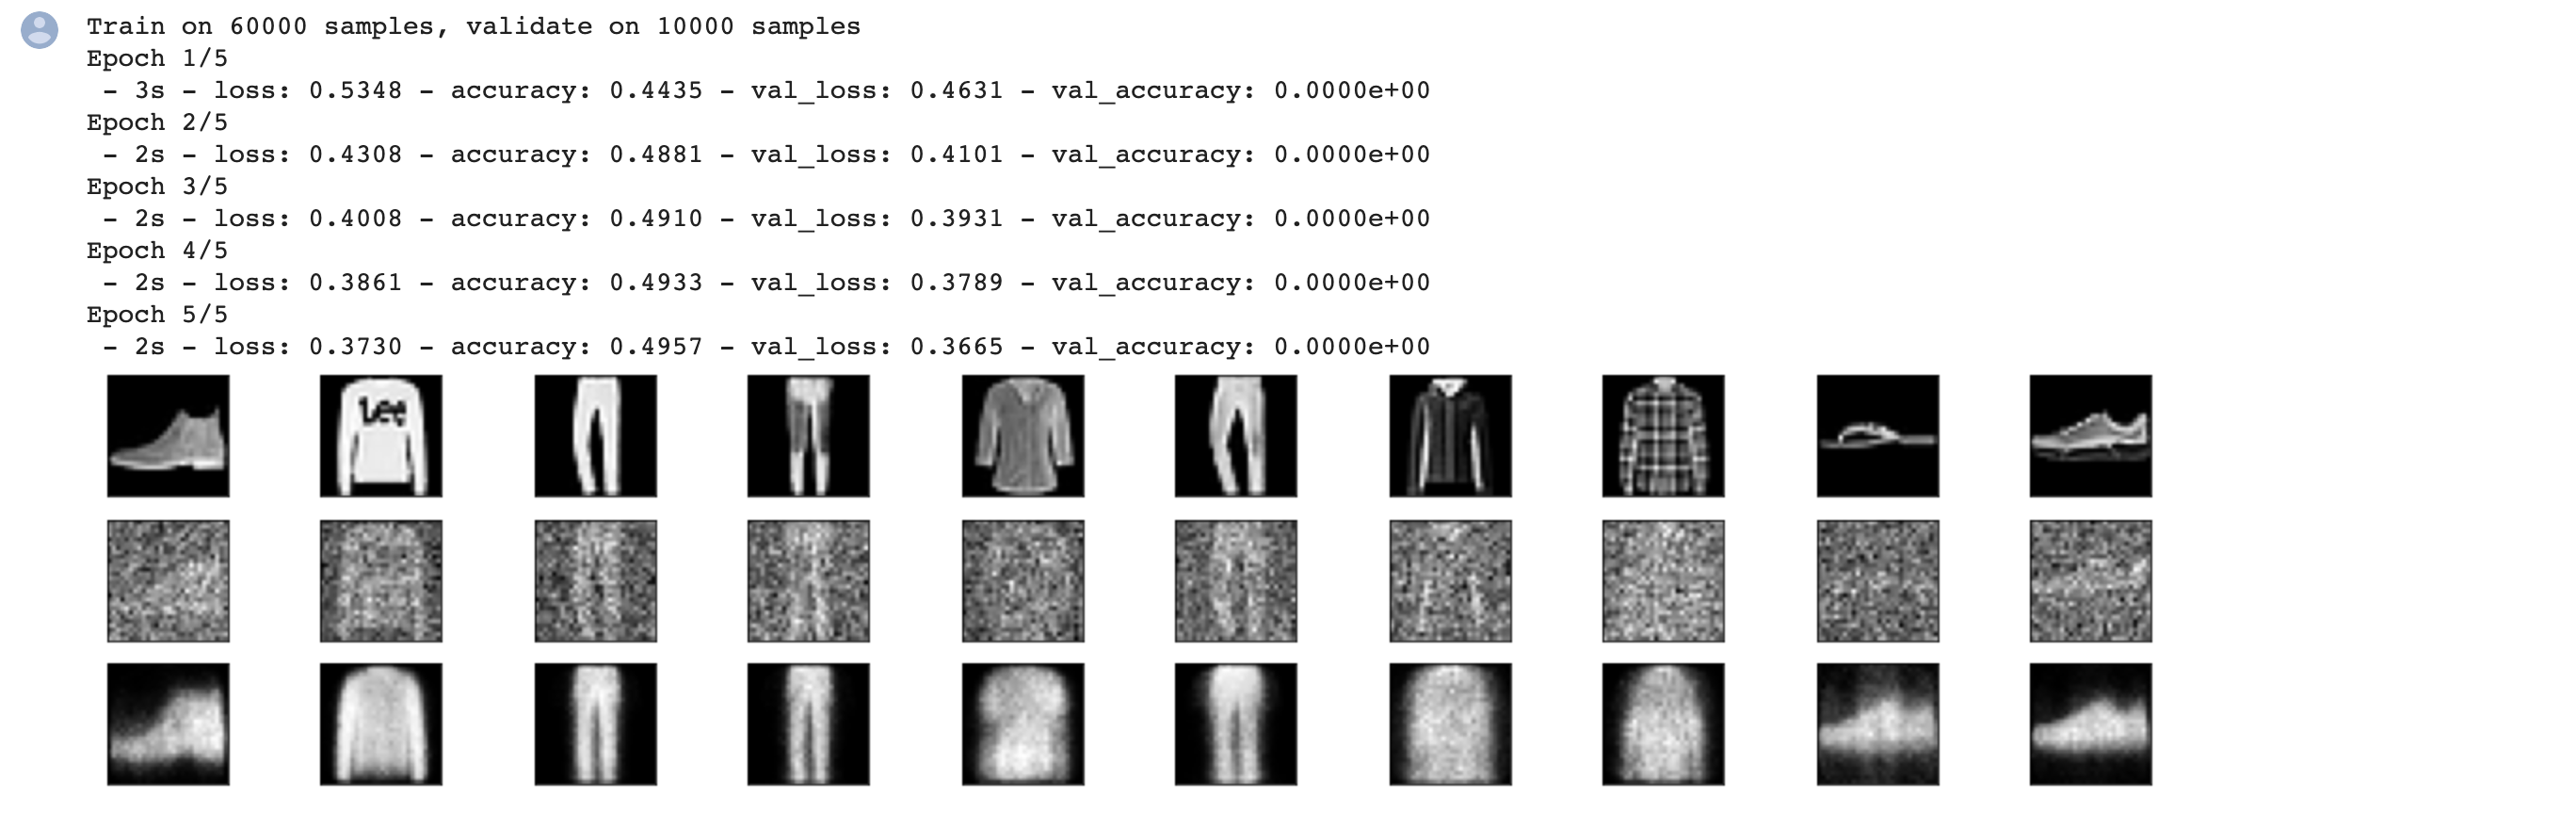 Train on 60000 samples, validate on 10000 samples
Epoch 1/5
 - 3s - loss: 0.5348 - accuracy: 0.4435 - val_loss: 0.4631 - val_accuracy: 0.0000e+00
Epoch 2/5
 - 2s - loss: 0.4308 - accuracy: 0.4881 - val_loss: 0.4101 - val_accuracy: 0.0000e+00
Epoch 3/5
 - 2s - loss: 0.4008 - accuracy: 0.4910 - val_loss: 0.3931 - val_accuracy: 0.0000e+00
Epoch 4/5
 - 2s - loss: 0.3861 - accuracy: 0.4933 - val_loss: 0.3789 - val_accuracy: 0.0000e+00
Epoch 5/5
 - 2s - loss: 0.3730 - accuracy: 0.4957 - val_loss: 0.3665 - val_accuracy: 0.0000e+00
Lee